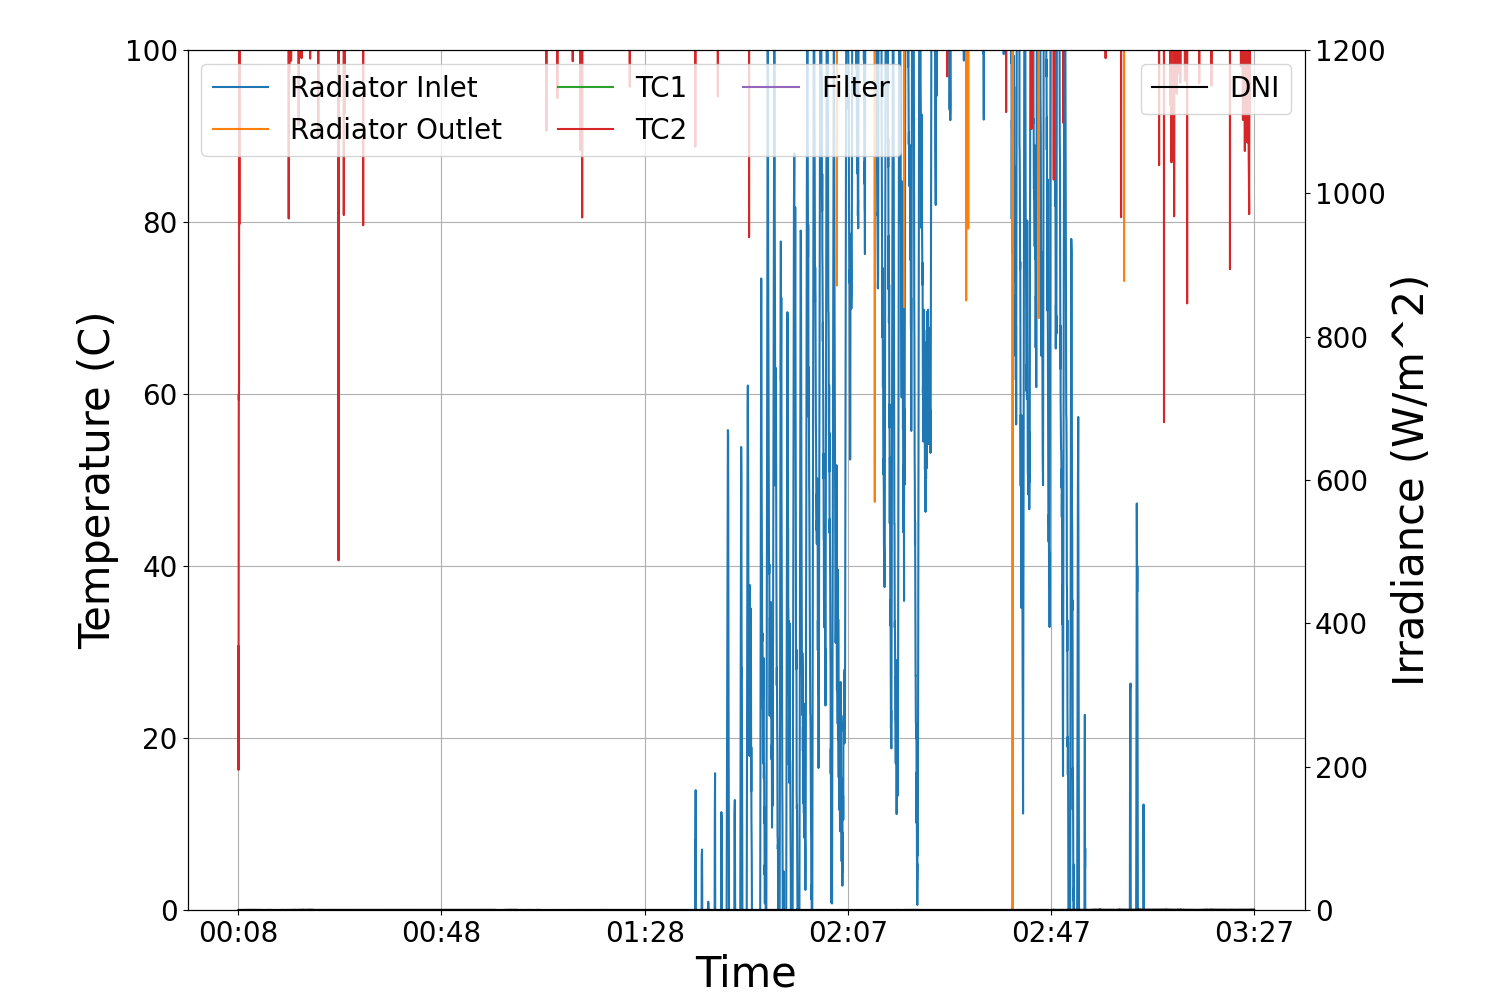 100
80
60
40
20
0
Temperature (C)
Radiator Inlet
Radiator Outlet
TC1
TC2
Filter
DNI
1200
1000
800
600
400
200
0
Irradiance (W/m^2)
00:08
00:48
01:28
02:07
02:47
03:27
Time